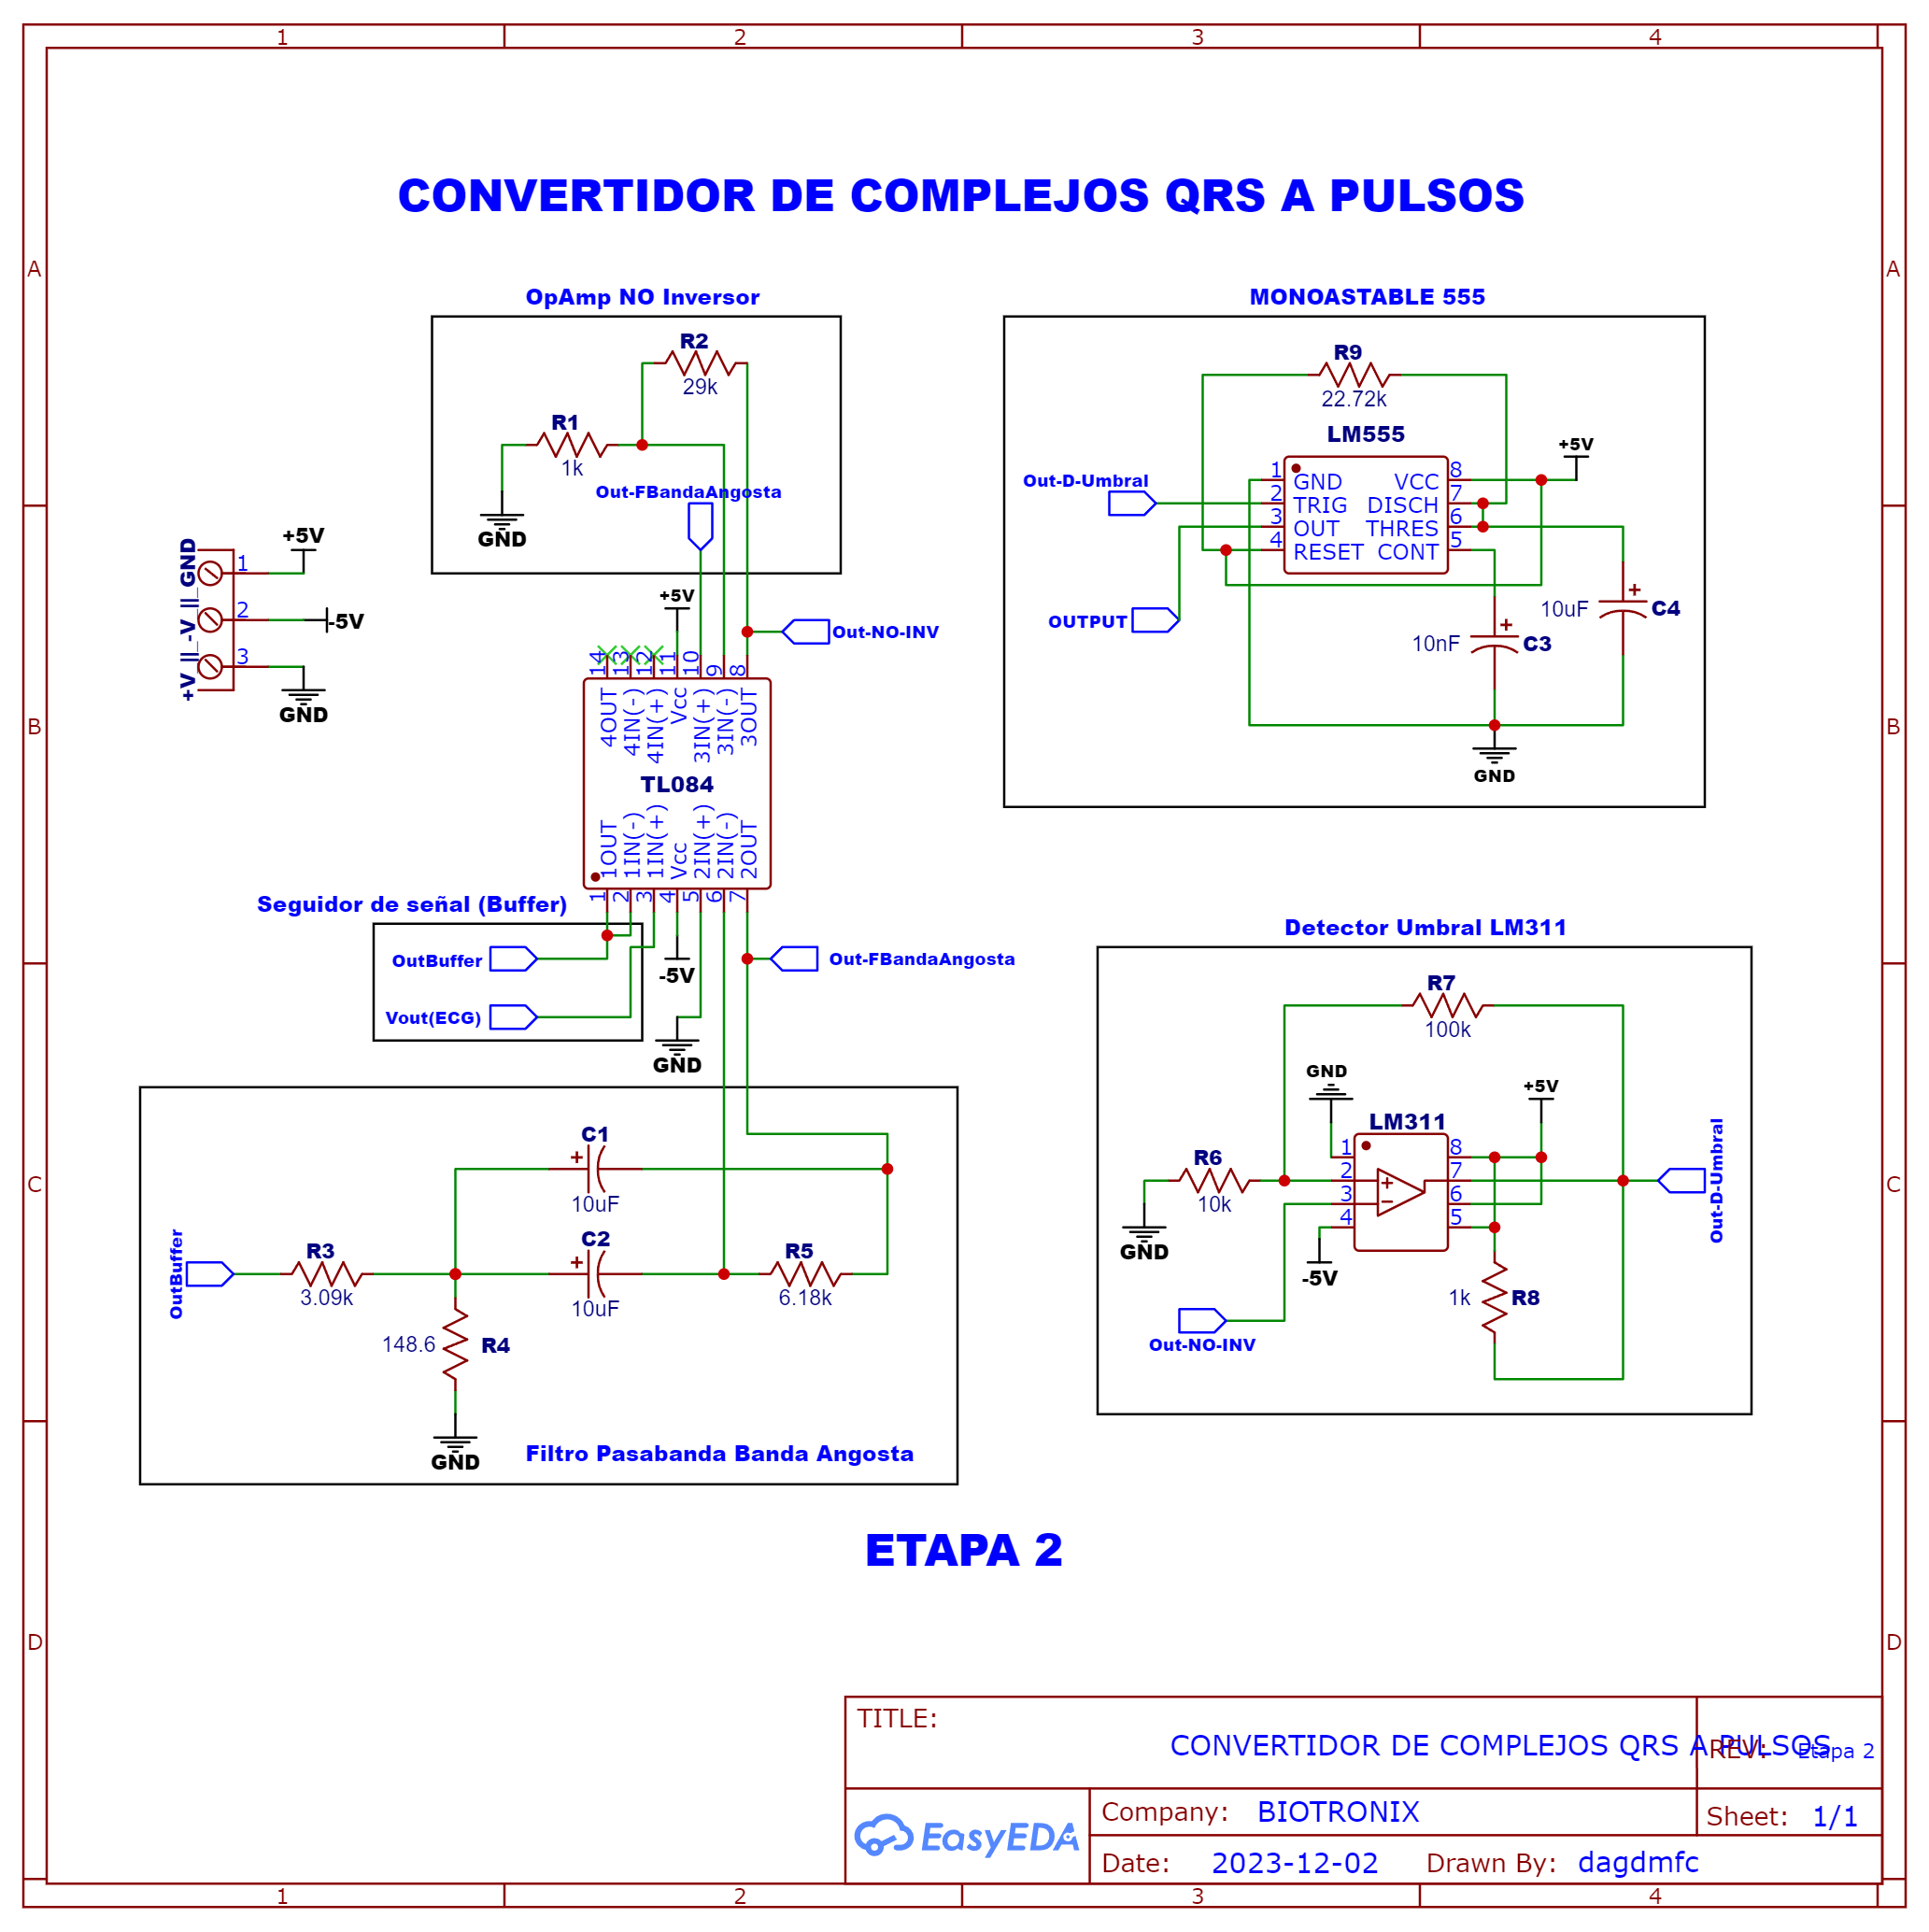 1 2 3 4
A A
B B
C C
D D
1 2 3 4
CONVERTIDOR DE COMPLEJOS QRS A PULSOS
OpAmp NO Inversor
R2
29k
R1
1k
GND
Out-FBandaAngosta
+V_||_-V_||_GND
1
2
3
+5V
-5V
GND
+5V
Out-NO-INV
14 13 12 11 10 9 8
4OUT 4IN(-) 4IN(+) Vcc 3IN(+) 3IN(-) 3OUT
TL084
1OUT 1IN(-) 1IN(+) Vcc 2IN(+) 2IN(-) 2OUT
1 2 3 4 5 6 7
Seguidor de señal (Buffer)
OutBuffer
Vout(ECG)
-5V
GND
Out-FBandaAngosta
C1
+
10uF
C2
+
10uF
OutBuffer
R3
3.09k
R5
6.18k
148.6
R4
GND
Filtro Pasabanda Banda Angosta
MONOASTABLE 555
R9
22.72k
LM555
+5V
Out-D-Umbral
1 GND VCC 8
2 TRIG DISCH 7
3 OUT THRES 6
4 RESET CONT 5
OUTPUT
+
10uF
C4
+
10nF
C3
GND
Detector Umbral LM311
R7
100k
GND
+5V
LM311
R6
10k
GND
1 8
2 + 7
3 − 6
4 5
-5V
1k
R8
Out-NO-INV
Out-D-Umbral
ETAPA 2
TITLE:
CONVERTIDOR DE COMPLEJOS QRS A PULSOS
REV: Etapa 2
EasyEDA
Company: BIOTRONIX
Sheet: 1/1
Date: 2023-12-02
Drawn By: dagdmfc